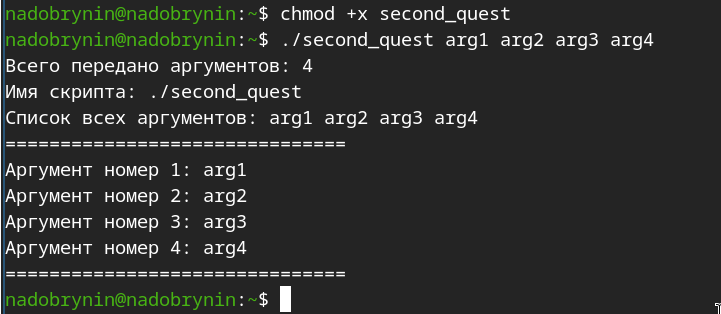 nadobrynin@nadobrynin:~$ chmod +x second_quest
nadobrynin@nadobrynin:~$ ./second_quest arg1 arg2 arg3 arg4
Всего передано аргументов: 4
Имя скрипта: ./second_quest
Список всех аргументов: arg1 arg2 arg3 arg4
===============================
Аргумент номер 1: arg1
Аргумент номер 2: arg2
Аргумент номер 3: arg3
Аргумент номер 4: arg4
===============================
nadobrynin@nadobrynin:~$